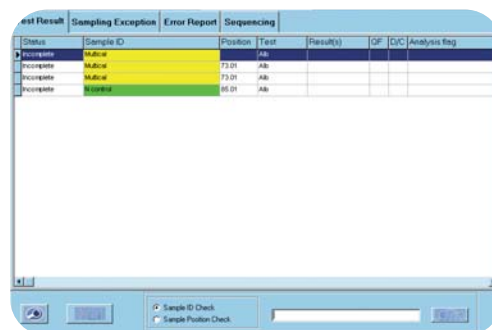 est Result Sampling Exception Error Report Sequencing
Status Sample ID Position Test Result(s) QF D/C Analysis flag
Incomplete Multical Alb
Incomplete Multical 73.01 Alb
Incomplete Multical 73.01 Alb
Incomplete N control 65.01 Alb
Sample ID Check
Sample Position Check